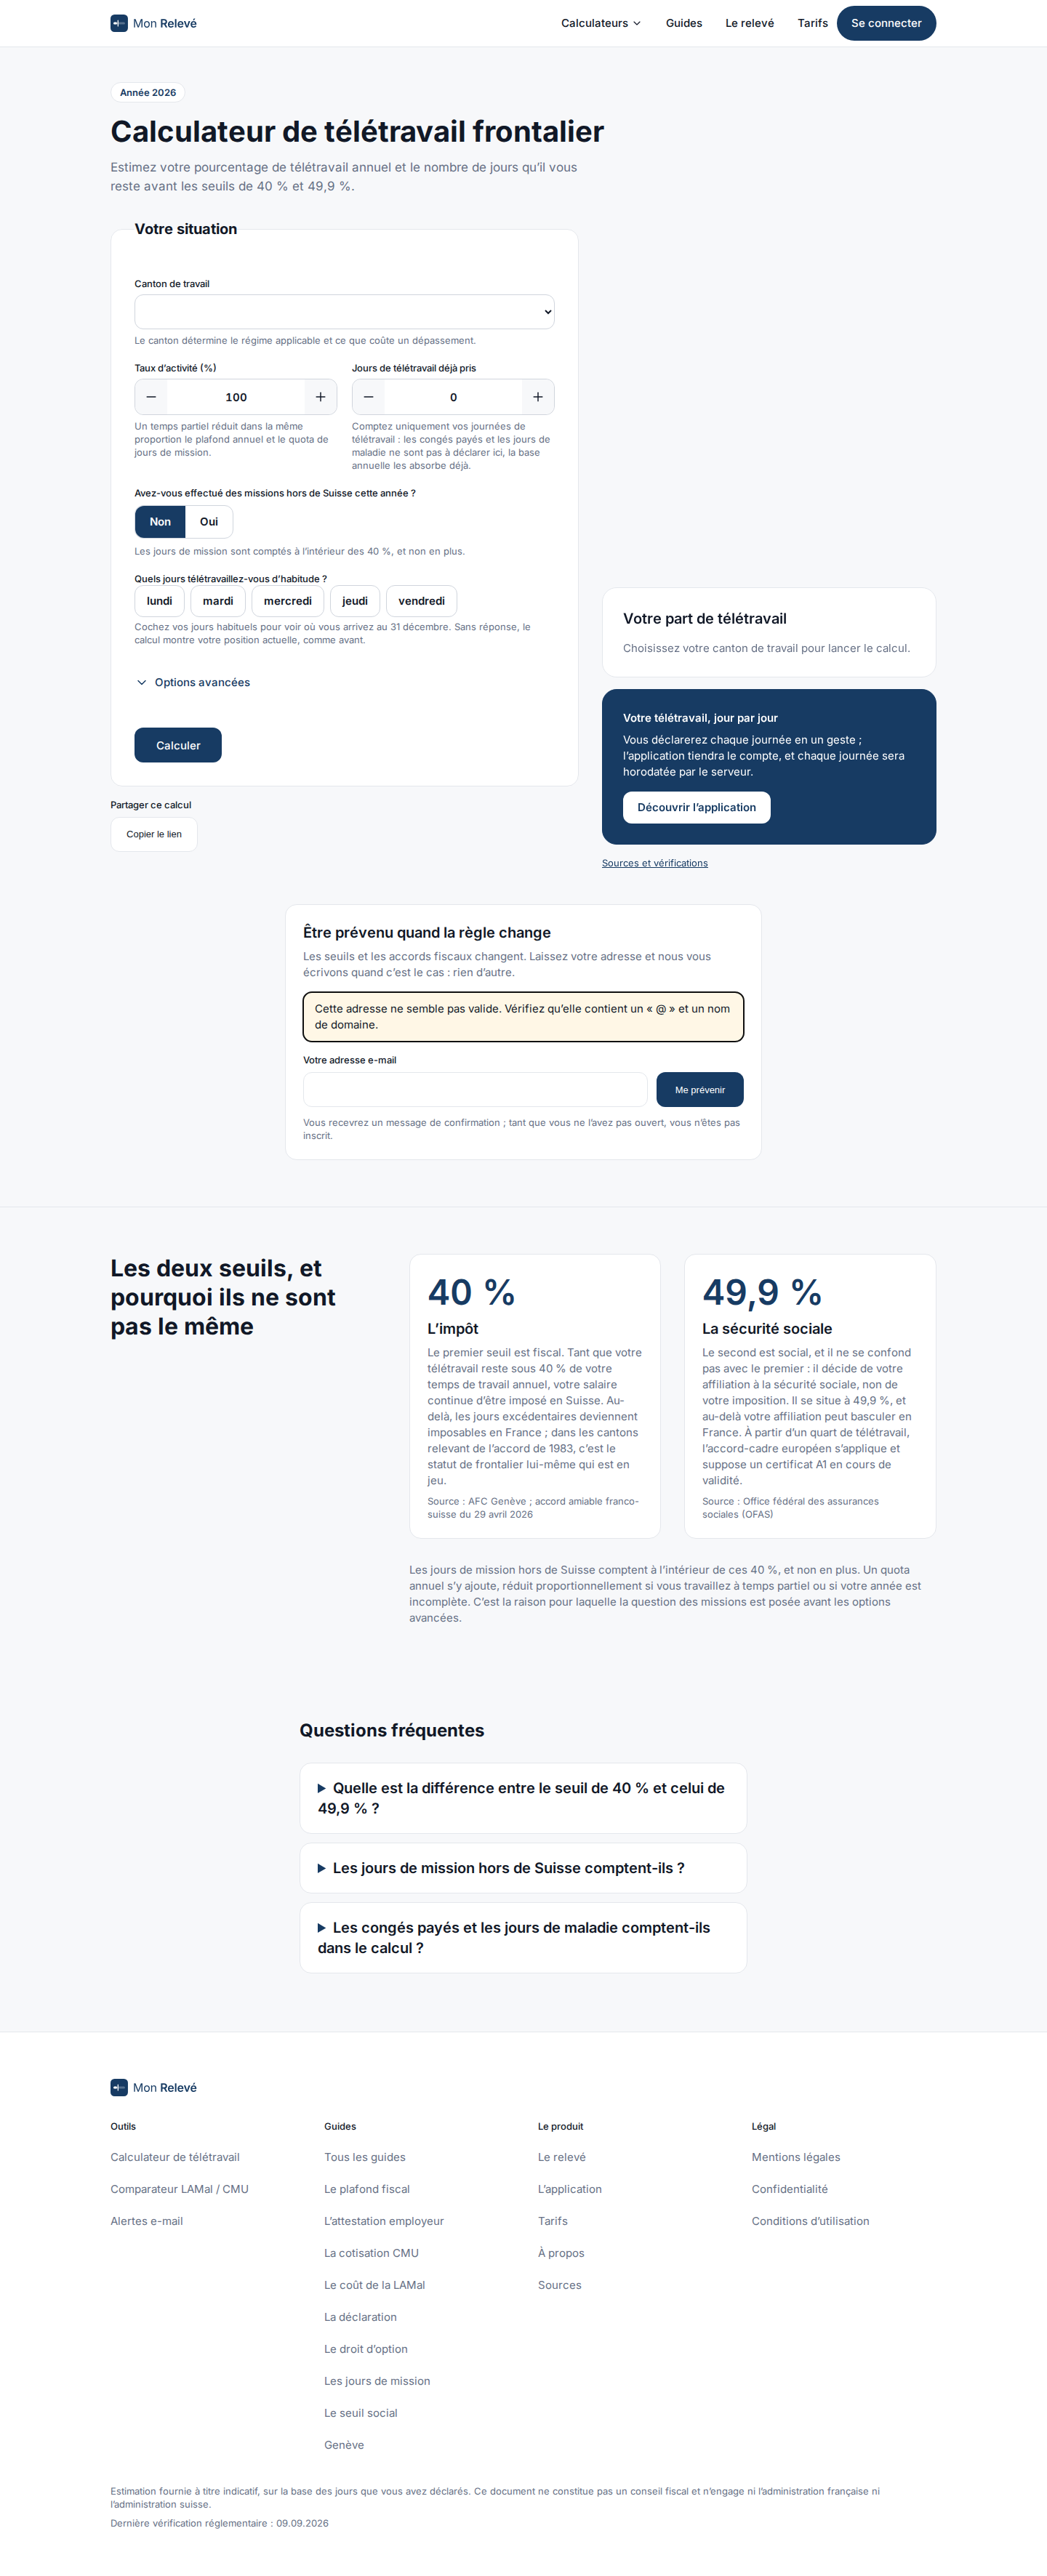 Mon Relevé
Calculateurs
Guides
Le relevé
Tarifs
Se connecter
Année 2026
Calculateur de télétravail frontalier
Estimez votre pourcentage de télétravail annuel et le nombre de jours qu’il vous
reste avant les seuils de 40 % et 49,9 %.
Votre situation
Canton de travail
Le canton détermine le régime applicable et ce que coûte un dépassement.
Taux d’activité (%)
− 100 +
Un temps partiel réduit dans la même
proportion le plafond annuel et le quota de
jours de mission.
Jours de télétravail déjà pris
− 0 +
Comptez uniquement vos journées de
télétravail : les congés payés et les jours de
maladie ne sont pas à déclarer ici, la base
annuelle les absorbe déjà.
Avez-vous effectué des missions hors de Suisse cette année ?
Non Oui
Les jours de mission sont comptés à l’intérieur des 40 %, et non en plus.
Quels jours télétravaillez-vous d’habitude ?
lundi mardi mercredi jeudi vendredi
Cochez vos jours habituels pour voir où vous arrivez au 31 décembre. Sans réponse, le
calcul montre votre position actuelle, comme avant.
Options avancées
Calculer
Partager ce calcul
Copier le lien
Votre part de télétravail
Choisissez votre canton de travail pour lancer le calcul.
Votre télétravail, jour par jour
Vous déclarerez chaque journée en un geste ;
l’application tiendra le compte, et chaque journée sera
horodatée par le serveur.
Découvrir l’application
Sources et vérifications
Être prévenu quand la règle change
Les seuils et les accords fiscaux changent. Laissez votre adresse et nous vous
écrivons quand c’est le cas : rien d’autre.
Cette adresse ne semble pas valide. Vérifiez qu’elle contient un « @ » et un nom
de domaine.
Votre adresse e-mail
Me prévenir
Vous recevrez un message de confirmation ; tant que vous ne l’avez pas ouvert, vous n’êtes pas
inscrit.
Les deux seuils, et
pourquoi ils ne sont
pas le même
40 %
L’impôt
Le premier seuil est fiscal. Tant que votre
télétravail reste sous 40 % de votre
temps de travail annuel, votre salaire
continue d’être imposé en Suisse. Au-
delà, les jours excédentaires deviennent
imposables en France ; dans les cantons
relevant de l’accord de 1983, c’est le
statut de frontalier lui-même qui est en
jeu.
Source : AFC Genève ; accord amiable franco-
suisse du 29 avril 2026
49,9 %
La sécurité sociale
Le second est social, et il ne se confond
pas avec le premier : il décide de votre
affiliation à la sécurité sociale, non de
votre imposition. Il se situe à 49,9 %, et
au-delà votre affiliation peut basculer en
France. À partir d’un quart de télétravail,
l’accord-cadre européen s’applique et
suppose un certificat A1 en cours de
validité.
Source : Office fédéral des assurances
sociales (OFAS)
Les jours de mission hors de Suisse comptent à l’intérieur de ces 40 %, et non en plus. Un quota
annuel s’y ajoute, réduit proportionnellement si vous travaillez à temps partiel ou si votre année est
incomplète. C’est la raison pour laquelle la question des missions est posée avant les options
avancées.
Questions fréquentes
Quelle est la différence entre le seuil de 40 % et celui de
49,9 % ?
Les jours de mission hors de Suisse comptent-ils ?
Les congés payés et les jours de maladie comptent-ils
dans le calcul ?
Mon Relevé
Outils
Calculateur de télétravail
Comparateur LAMal / CMU
Alertes e-mail
Guides
Tous les guides
Le plafond fiscal
L’attestation employeur
La cotisation CMU
Le coût de la LAMal
La déclaration
Le droit d’option
Les jours de mission
Le seuil social
Genève
Le produit
Le relevé
L’application
Tarifs
À propos
Sources
Légal
Mentions légales
Confidentialité
Conditions d’utilisation
Estimation fournie à titre indicatif, sur la base des jours que vous avez déclarés. Ce document ne constitue pas un conseil fiscal et n’engage ni l’administration française ni
l’administration suisse.
Dernière vérification réglementaire : 09.09.2026